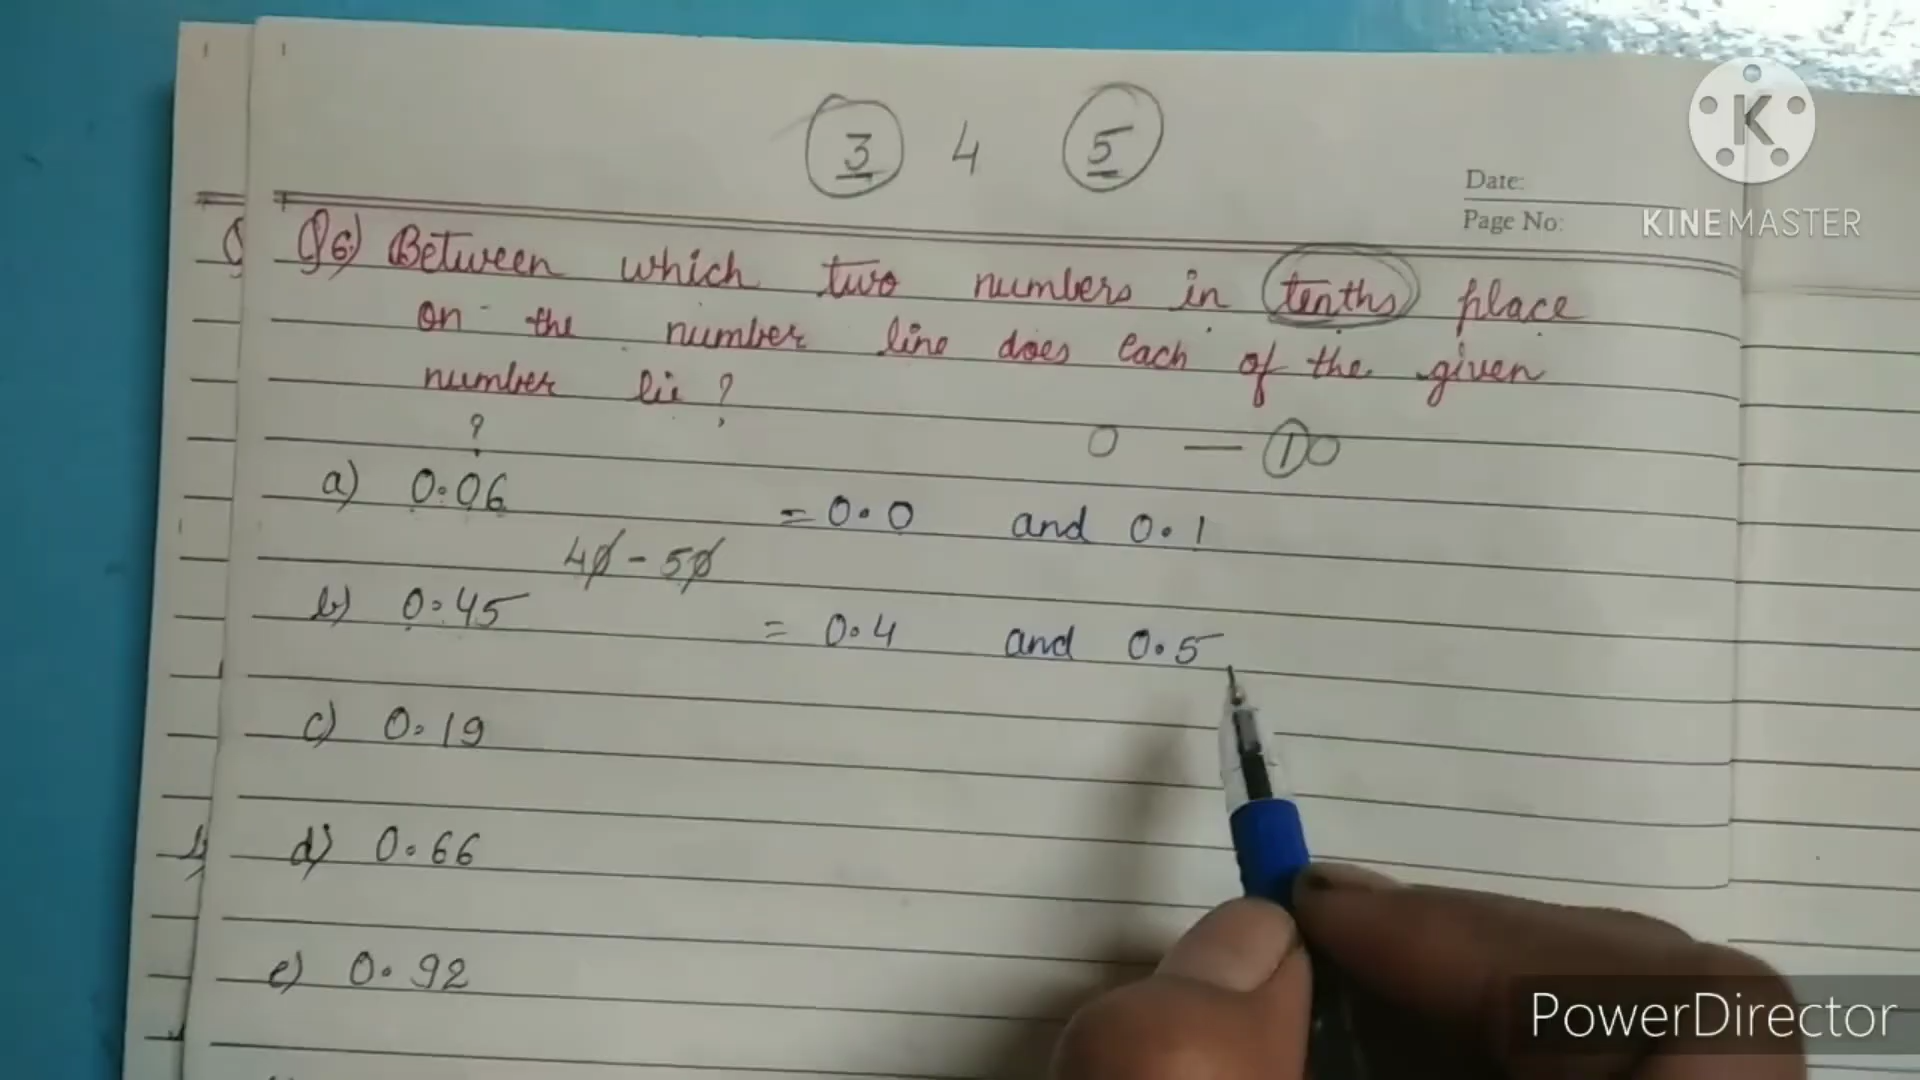 3 4 5
Date:
Page No:
K
KINEMASTER
Q6) Between which two numbers in tenths place
on the number line does each of the given
number lie ?
?
0 — 10
a) 0.06 = 0.0 and 0.1
40 - 50
b) 0.45 = 0.4 and 0.5
c) 0.19
d) 0.66
e) 0.92
PowerDirector